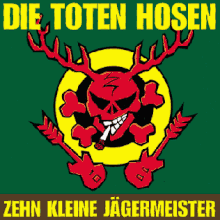 DIE TOTEN HOSEN
ZEHN KLEINE JÄGERMEISTER